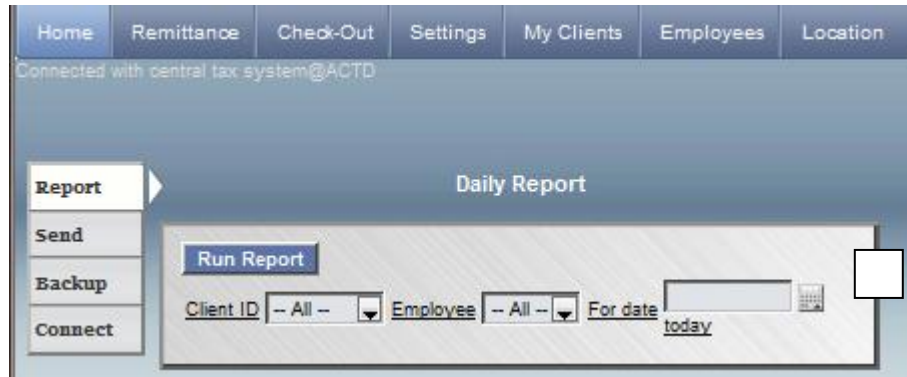 Home Remittance Check-Out Settings My Clients Employees Location
Connected with central tax system@ACTD
Daily Report
Report
Send
Backup
Connect
Run Report
Client ID -- All -- Employee -- All -- For date
today